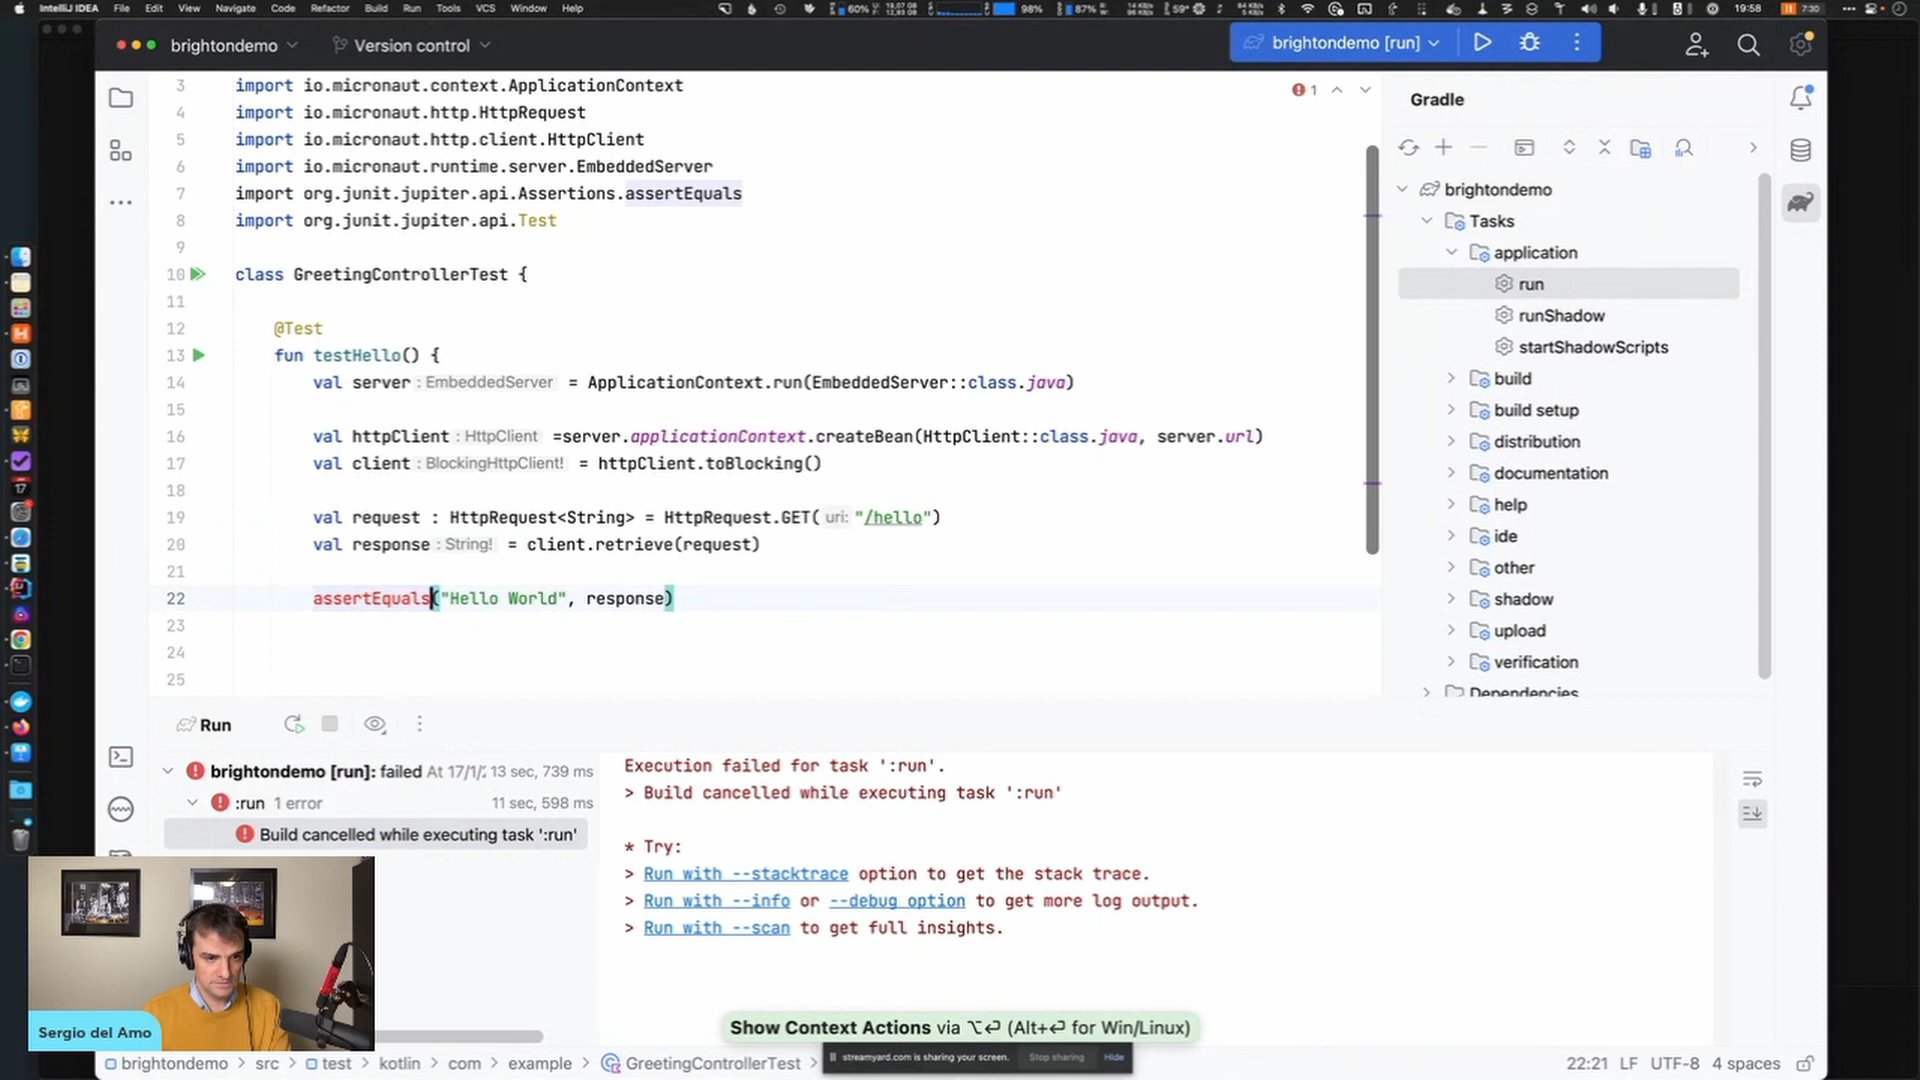 IntelliJ IDEA File Edit View Navigate Code Refactor Build Run Tools VCS Window Help
60% 98% 87% 59° 19:58 7:30
brightondemo Version control brightondemo [run]
3 import io.micronaut.context.ApplicationContext
1
4 import io.micronaut.http.HttpRequest
5 import io.micronaut.http.client.HttpClient
6 import io.micronaut.runtime.server.EmbeddedServer
7 import org.junit.jupiter.api.Assertions.assertEquals
8 import org.junit.jupiter.api.Test
9
10 class GreetingControllerTest {
11
12 @Test
13 fun testHello() {
14 val server : EmbeddedServer = ApplicationContext.run(EmbeddedServer::class.java)
15
16 val httpClient : HttpClient =server.applicationContext.createBean(HttpClient::class.java, server.url)
17 val client : BlockingHttpClient! = httpClient.toBlocking()
18
19 val request : HttpRequest<String> = HttpRequest.GET( uri: "/hello")
20 val response : String! = client.retrieve(request)
21
22 assertEquals("Hello World", response)
23
24
25
Gradle
brightondemo
Tasks
application
run
runShadow
startShadowScripts
build
build setup
distribution
documentation
help
ide
other
shadow
upload
verification
Dependencies
Run
brightondemo [run]: failed At 17/1/ 13 sec, 739 ms
:run 1 error 11 sec, 598 ms
Build cancelled while executing task ':run'
Execution failed for task ':run'.
> Build cancelled while executing task ':run'
* Try:
> Run with --stacktrace option to get the stack trace.
> Run with --info or --debug option to get more log output.
> Run with --scan to get full insights.
Sergio del Amo
Show Context Actions via ⌥⏎ (Alt+⏎ for Win/Linux)
streamyard.com is sharing your screen. Stop sharing Hide
brightondemo src test kotlin com example GreetingControllerTest
22:21 LF UTF-8 4 spaces
17